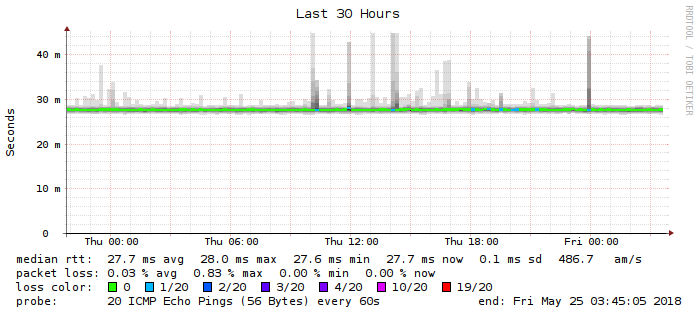 Last 30 Hours
RRDTOOL / TOBI OETIKER
Seconds
40 m
30 m
20 m
10 m
0
Thu 00:00 Thu 06:00 Thu 12:00 Thu 18:00 Fri 00:00
median rtt: 27.7 ms avg 28.0 ms max 27.6 ms min 27.7 ms now 0.1 ms sd 486.7 am/s
packet loss: 0.03 % avg 0.83 % max 0.00 % min 0.00 % now
loss color: 0 1/20 2/20 3/20 4/20 10/20 19/20
probe: 20 ICMP Echo Pings (56 Bytes) every 60s end: Fri May 25 03:45:05 2018